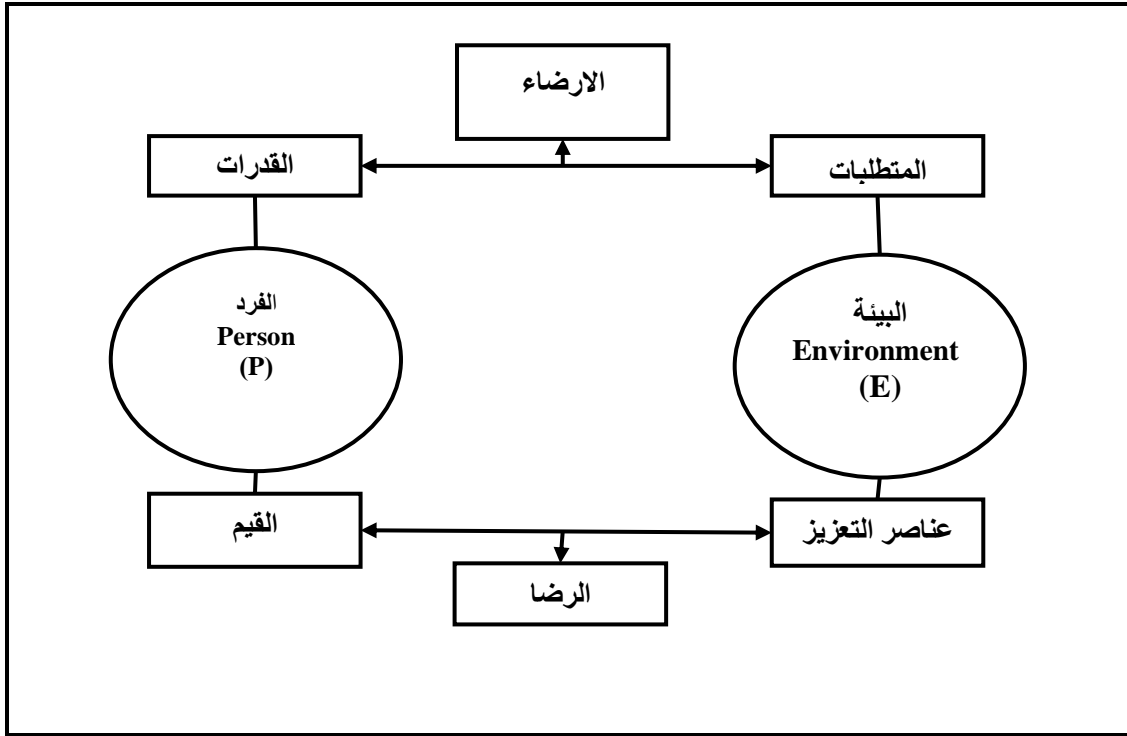 الارضاء
القدرات
المتطلبات
الفرد
Person
(P)
البيئة
Environment
(E)
القيم
عناصر التعزيز
الرضا